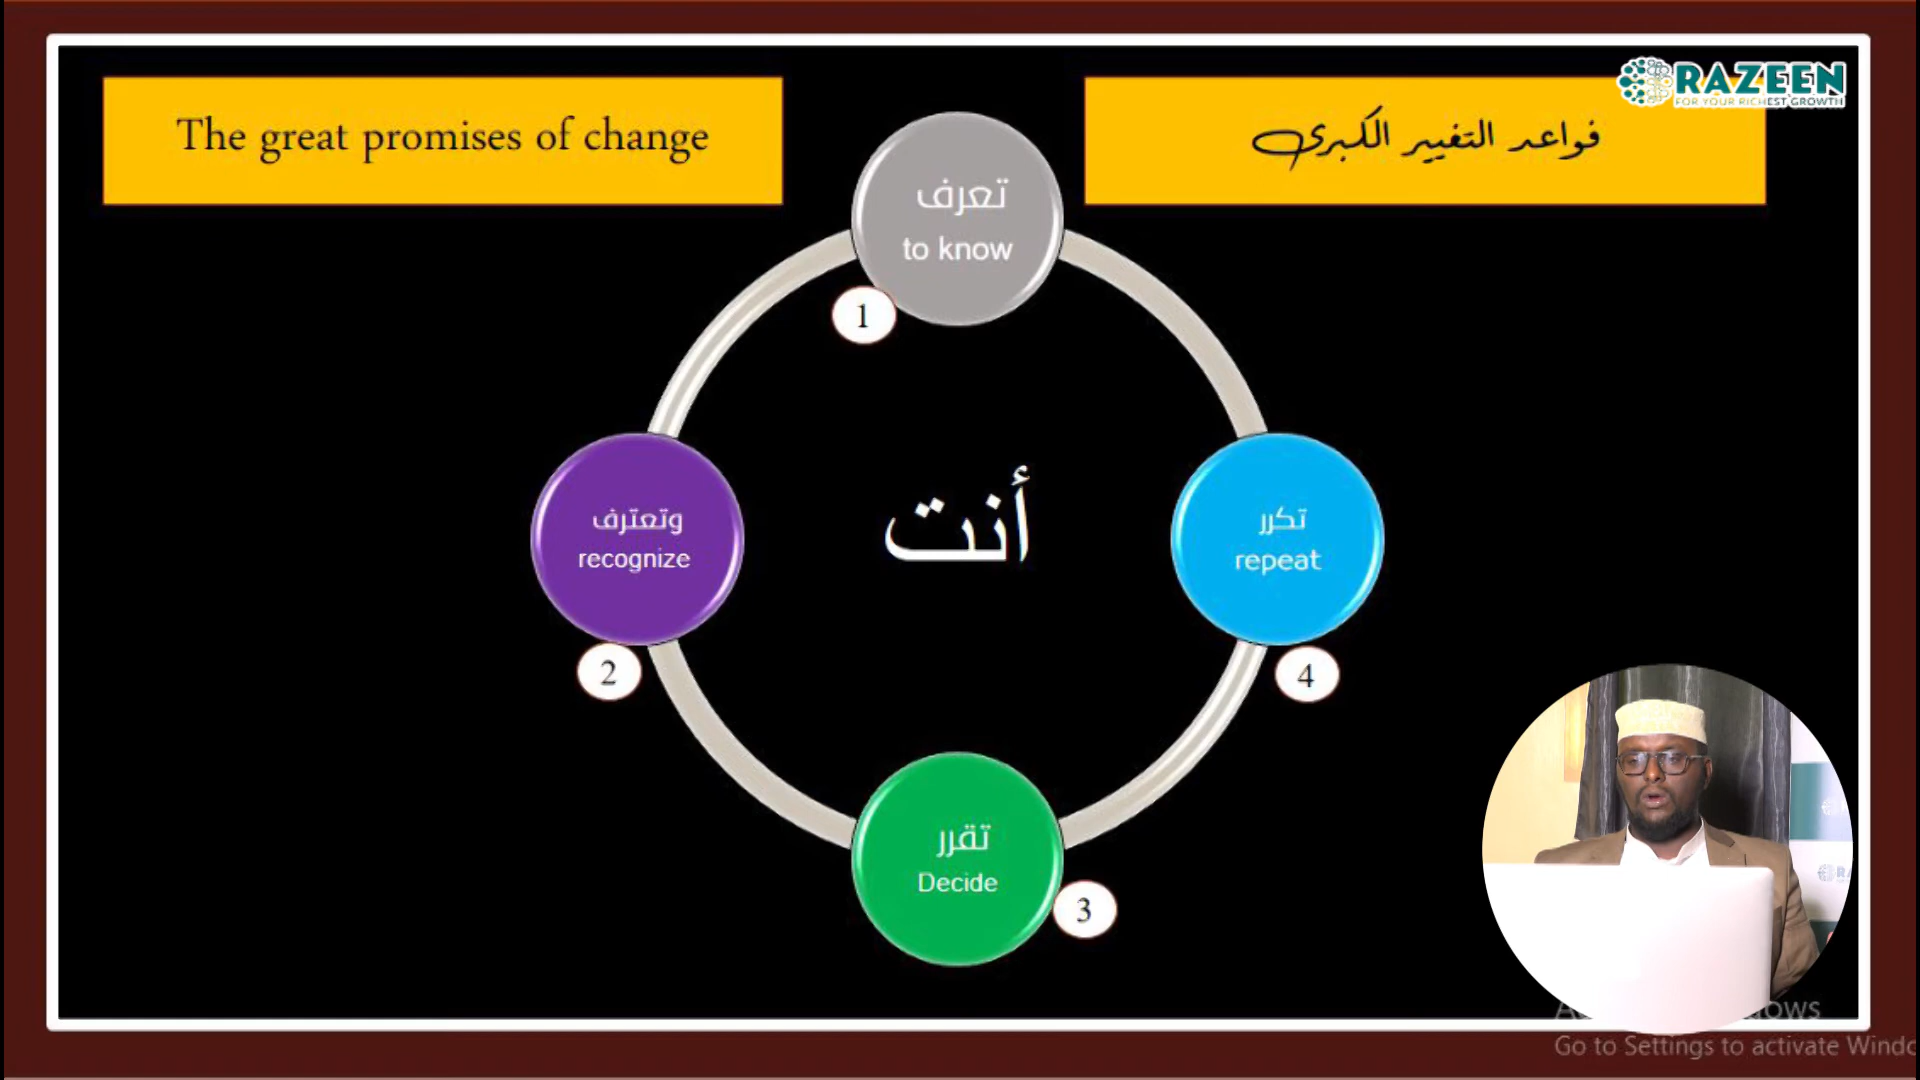 The great promises of change
قواعد التغيير الكبرى
RAZEEN
FOR YOUR RICHEST GROWTH
تعرف
to know
1
وتعترف
recognize
2
أنت
تكرر
repeat
4
تقرر
Decide
3
Go to Settings to activate